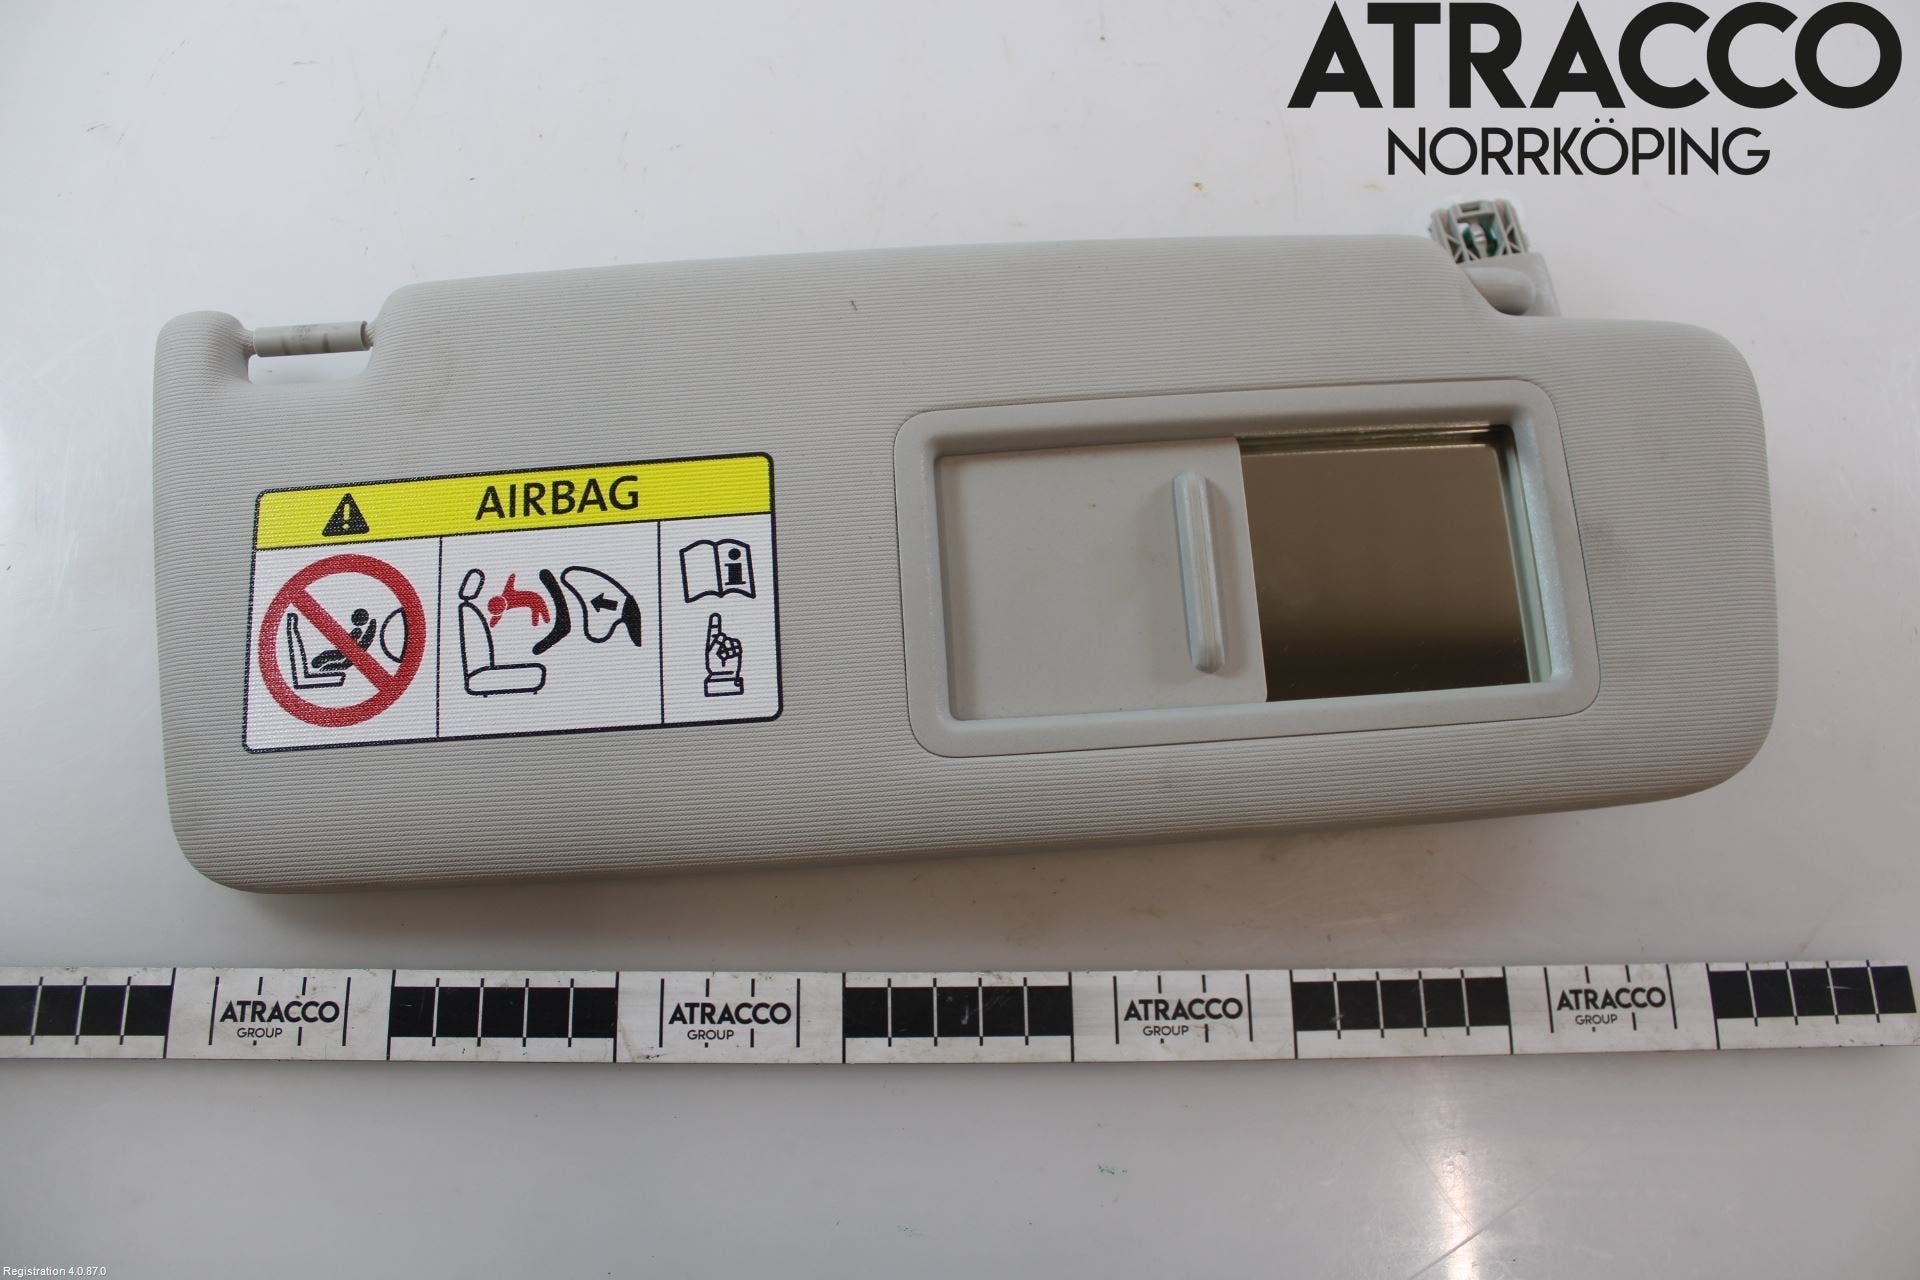 ATRACCO
NORRKÖPING
AIRBAG
ATRACCO
GROUP
ATRACCO
GROUP
ATRACCO
GROUP
ATRACCO
GROUP
Registration 4.0.87.0